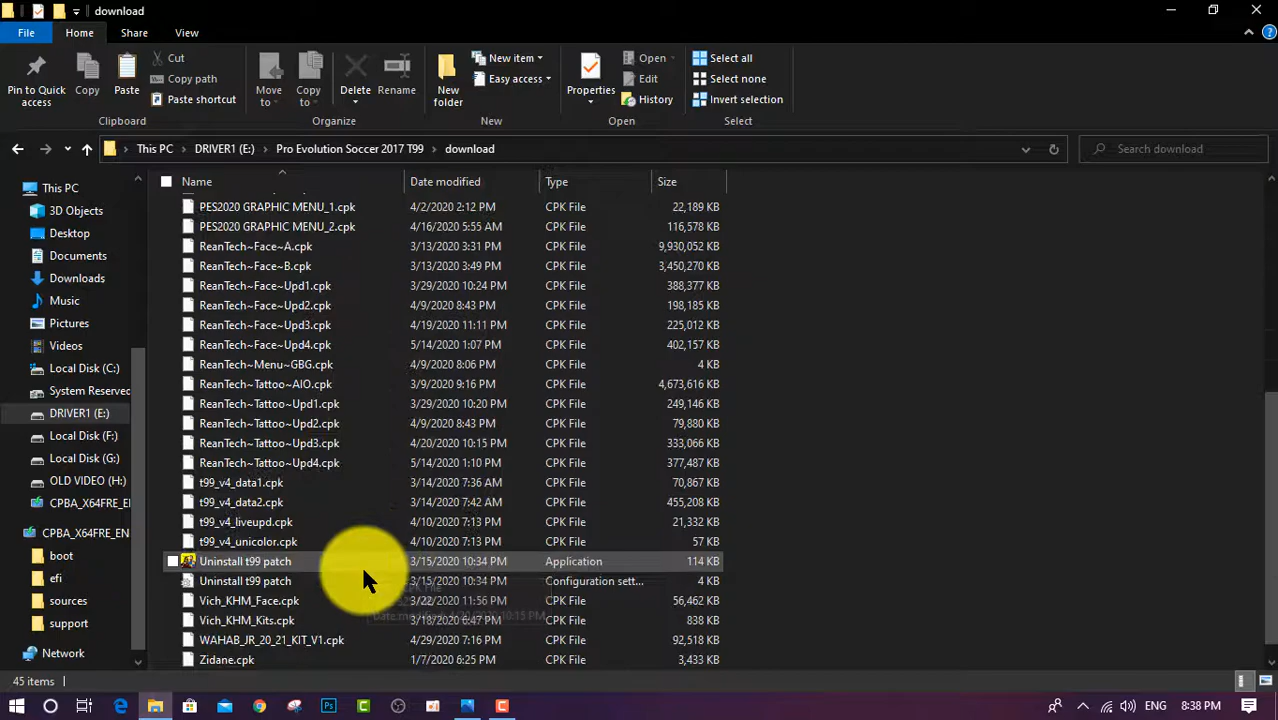 download
File Home Share View
Pin to Quick access
Copy
Paste
Cut
Copy path
Paste shortcut
Clipboard
Move to
Copy to
Delete
Rename
Organize
New folder
New item
Easy access
New
Properties
Open
Edit
History
Open
Select all
Select none
Invert selection
Select
This PC DRIVER1 (E:) Pro Evolution Soccer 2017 T99 download
Search download
This PC
3D Objects
Desktop
Documents
Downloads
Music
Pictures
Videos
Local Disk (C:)
System Reserved
DRIVER1 (E:)
Local Disk (F:)
Local Disk (G:)
OLD VIDEO (H:)
CPBA_X64FRE_EN
CPBA_X64FRE_EN
boot
efi
sources
support
Network
Name Date modified Type Size
PES2020 GRAPHIC MENU_1.cpk 4/2/2020 2:12 PM CPK File 22,189 KB
PES2020 GRAPHIC MENU_2.cpk 4/16/2020 5:55 AM CPK File 116,578 KB
ReanTech~Face~A.cpk 3/13/2020 3:31 PM CPK File 9,930,052 KB
ReanTech~Face~B.cpk 3/13/2020 3:49 PM CPK File 3,450,270 KB
ReanTech~Face~Upd1.cpk 3/29/2020 10:24 PM CPK File 388,377 KB
ReanTech~Face~Upd2.cpk 4/9/2020 8:43 PM CPK File 198,185 KB
ReanTech~Face~Upd3.cpk 4/19/2020 11:11 PM CPK File 225,012 KB
ReanTech~Face~Upd4.cpk 5/14/2020 1:07 PM CPK File 402,157 KB
ReanTech~Menu~GBG.cpk 4/9/2020 8:06 PM CPK File 4 KB
ReanTech~Tattoo~AIO.cpk 3/13/2020 9:16 PM CPK File 4,673,616 KB
ReanTech~Tattoo~Upd1.cpk 3/29/2020 10:20 PM CPK File 249,146 KB
ReanTech~Tattoo~Upd2.cpk 4/9/2020 8:43 PM CPK File 79,880 KB
ReanTech~Tattoo~Upd3.cpk 4/20/2020 10:15 PM CPK File 333,066 KB
ReanTech~Tattoo~Upd4.cpk 5/14/2020 1:10 PM CPK File 377,487 KB
t99_v4_data1.cpk 3/14/2020 7:36 AM CPK File 70,867 KB
t99_v4_data2.cpk 3/14/2020 7:42 AM CPK File 455,208 KB
t99_v4_liveupd.cpk 4/10/2020 7:13 PM CPK File 21,332 KB
t99_v4_unicolor.cpk 4/10/2020 7:13 PM CPK File 57 KB
Uninstall t99 patch 3/15/2020 10:34 PM Application 114 KB
Uninstall t99 patch 3/15/2020 10:34 PM Configuration sett... 4 KB
Vich_KHM_Face.cpk 11:56 PM CPK File 56,462 KB
Vich_KHM_Kits.cpk 3/18/2020 6:47 PM CPK File 838 KB
WAHAB_JR_20_21_KIT_V1.cpk 4/29/2020 7:16 PM CPK File 92,518 KB
Zidane.cpk 1/7/2020 6:25 PM CPK File 3,433 KB
45 items
ENG 8:38 PM